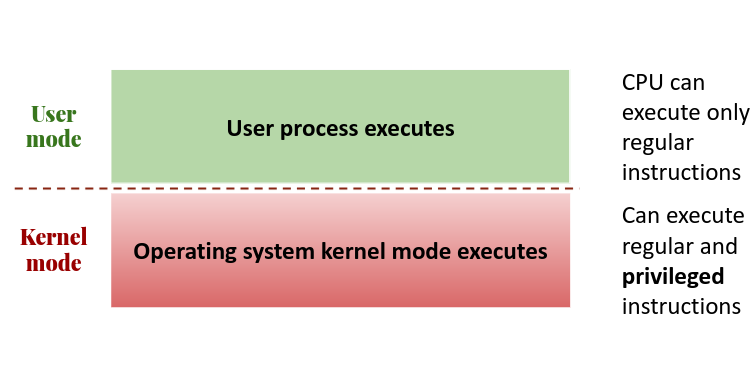 User
mode
User process executes
CPU can
execute only
regular
instructions
Kernel
mode
Operating system kernel mode executes
Can execute
regular and
privileged
instructions